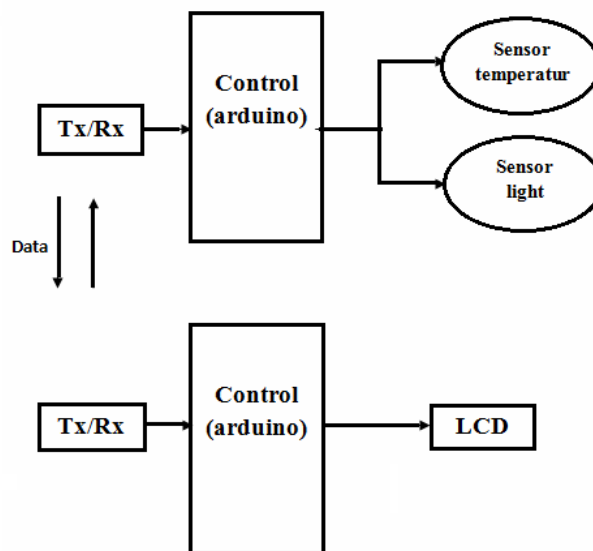 Sensor
temperatur
Control
(arduino)
Tx/Rx
Sensor
light
Data
Control
(arduino)
Tx/Rx
LCD